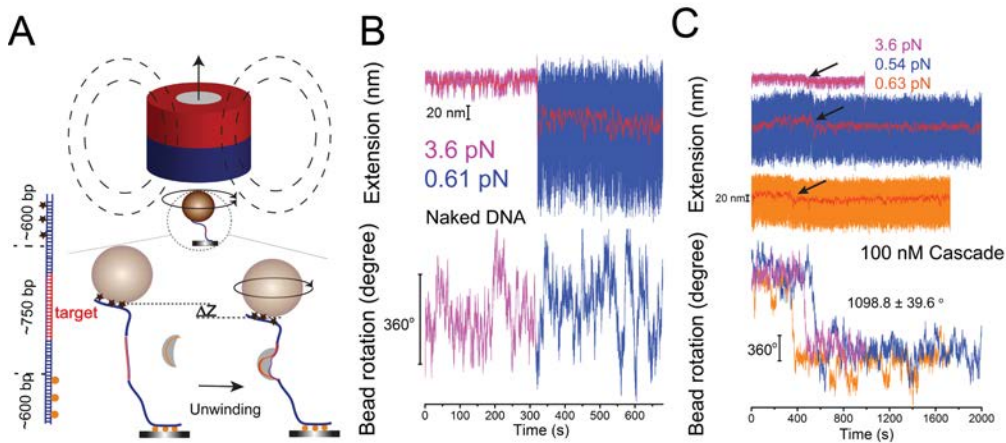 A
~600 bp
~750 bp
~600 bp
target
ΔZ
Unwinding
B
Extension (nm)
20 nm
3.6 pN
0.61 pN
Naked DNA
Bead rotation (degree)
360°
0 100 200 300 400 500 600
Time (s)
C
3.6 pN
0.54 pN
0.63 pN
Extension (nm)
20 nm
100 nM Cascade
1098.8 ± 39.6 °
Bead rotation (degree)
360°
0 400 800 1200 1600 2000
Time (s)